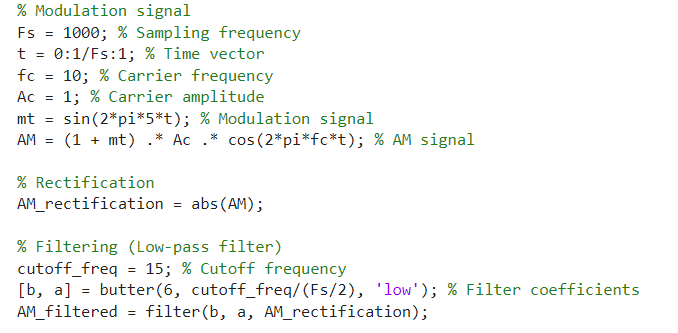 % Modulation signal
Fs = 1000; % Sampling frequency
t = 0:1/Fs:1; % Time vector
fc = 10; % Carrier frequency
Ac = 1; % Carrier amplitude
mt = sin(2*pi*5*t); % Modulation signal
AM = (1 + mt) .* Ac .* cos(2*pi*fc*t); % AM signal

% Rectification
AM_rectification = abs(AM);

% Filtering (Low-pass filter)
cutoff_freq = 15; % Cutoff frequency
[b, a] = butter(6, cutoff_freq/(Fs/2), 'low'); % Filter coefficients
AM_filtered = filter(b, a, AM_rectification);